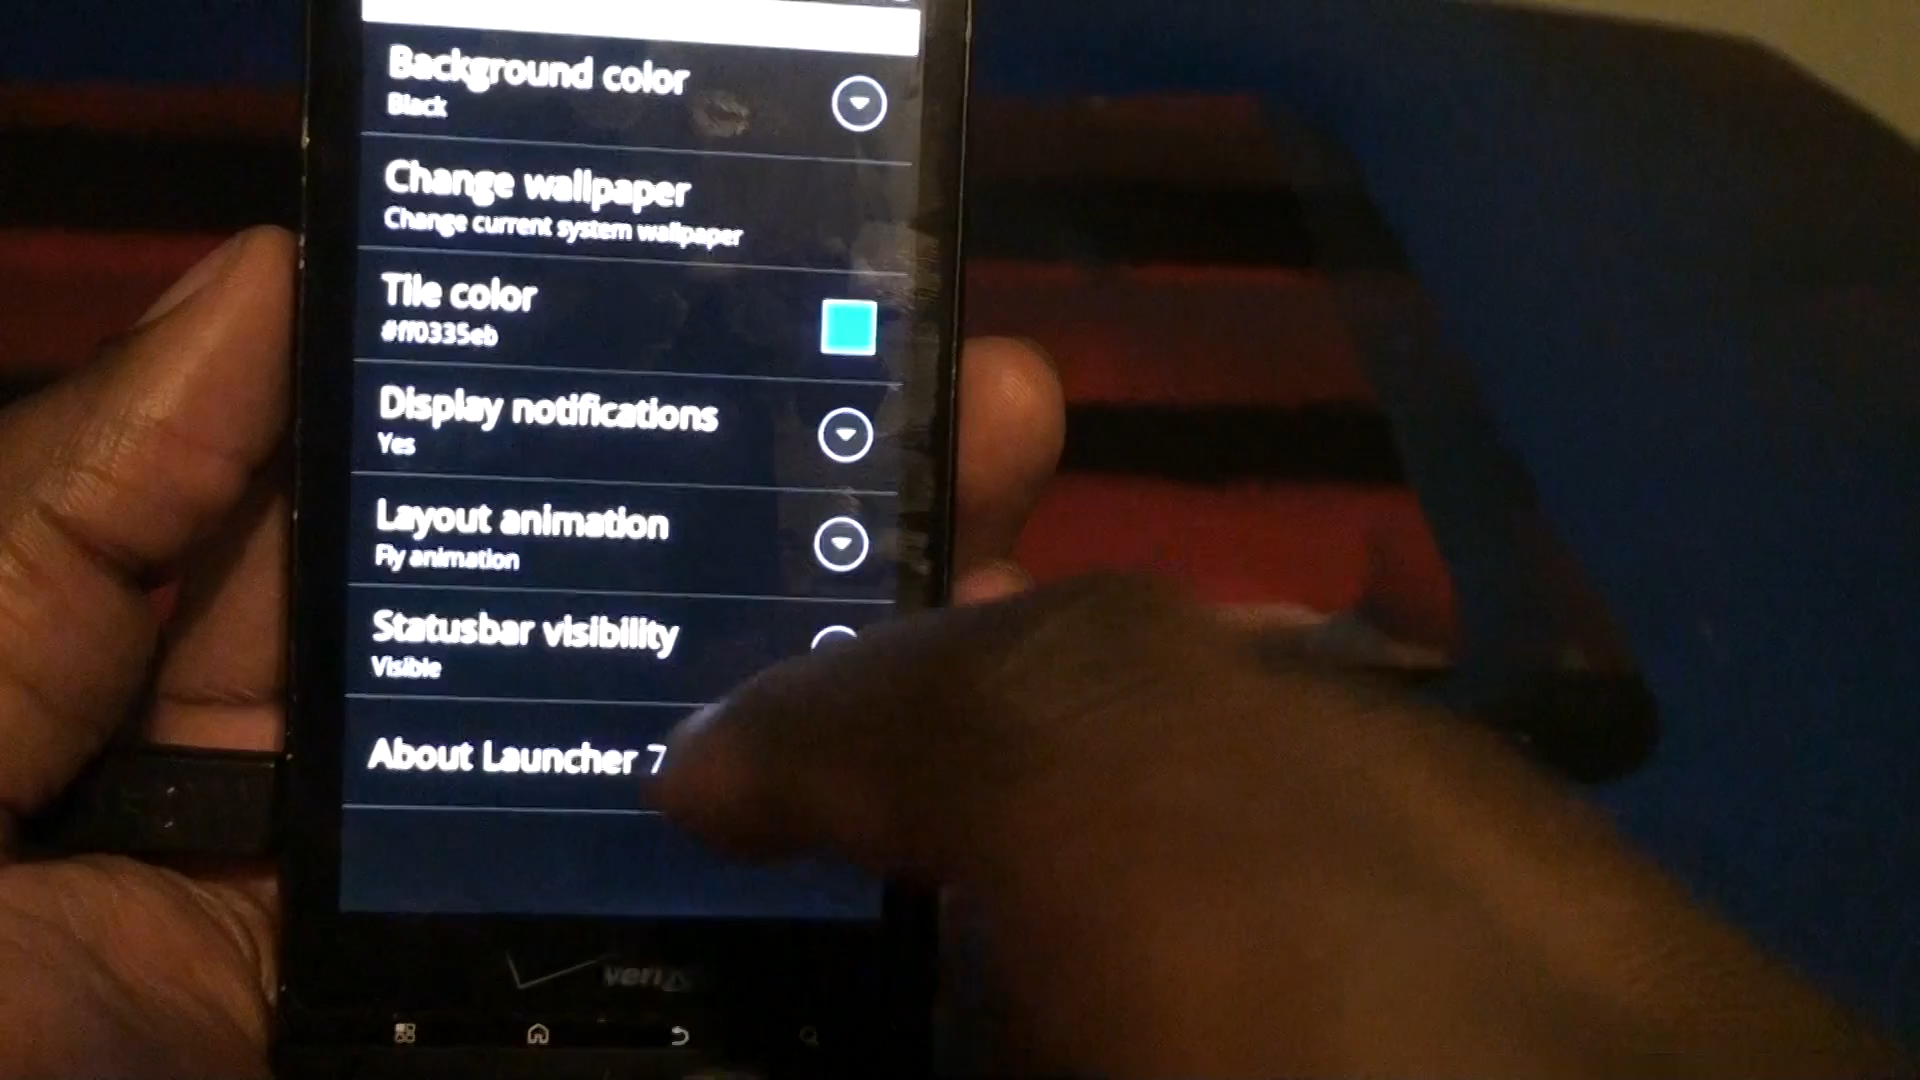 Background color
Black
Change wallpaper
Change current system wallpaper
Tile color
#ff0335eb
Display notifications
Yes
Layout animation
Fly animation
Statusbar visibility
Visible
About Launcher 7